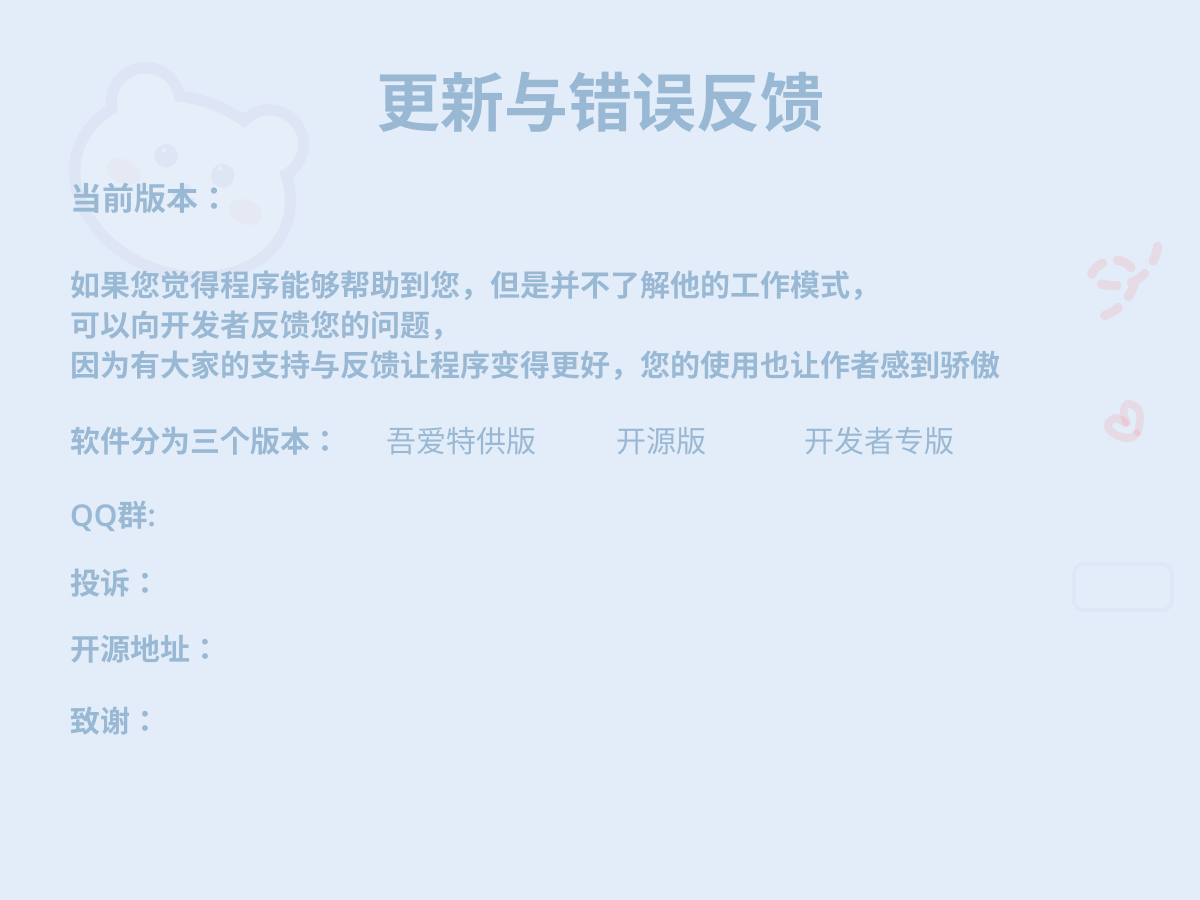 更新与错误反馈
当前版本：
如果您觉得程序能够帮助到您，但是并不了解他的工作模式，
可以向开发者反馈您的问题，
因为有大家的支持与反馈让程序变得更好，您的使用也让作者感到骄傲
软件分为三个版本： 吾爱特供版 开源版 开发者专版
QQ群:
投诉：
开源地址：
致谢：